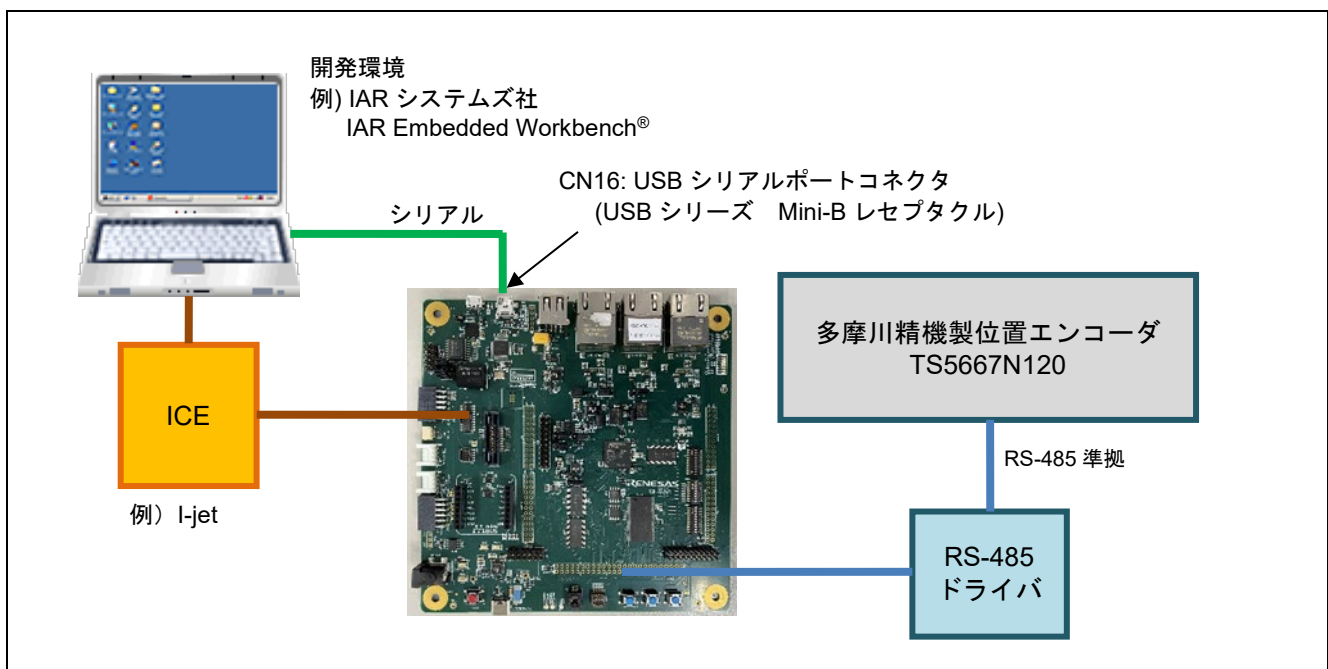 開発環境
例) IAR システムズ社
IAR Embedded Workbench®
CN16: USB シリアルポートコネクタ
(USB シリーズ　Mini-B レセプタクル)
シリアル
多摩川精機製位置エンコーダ
TS5667N120
ICE
RS-485 準拠
例）I-jet
RENESAS
RS-485
ドライバ